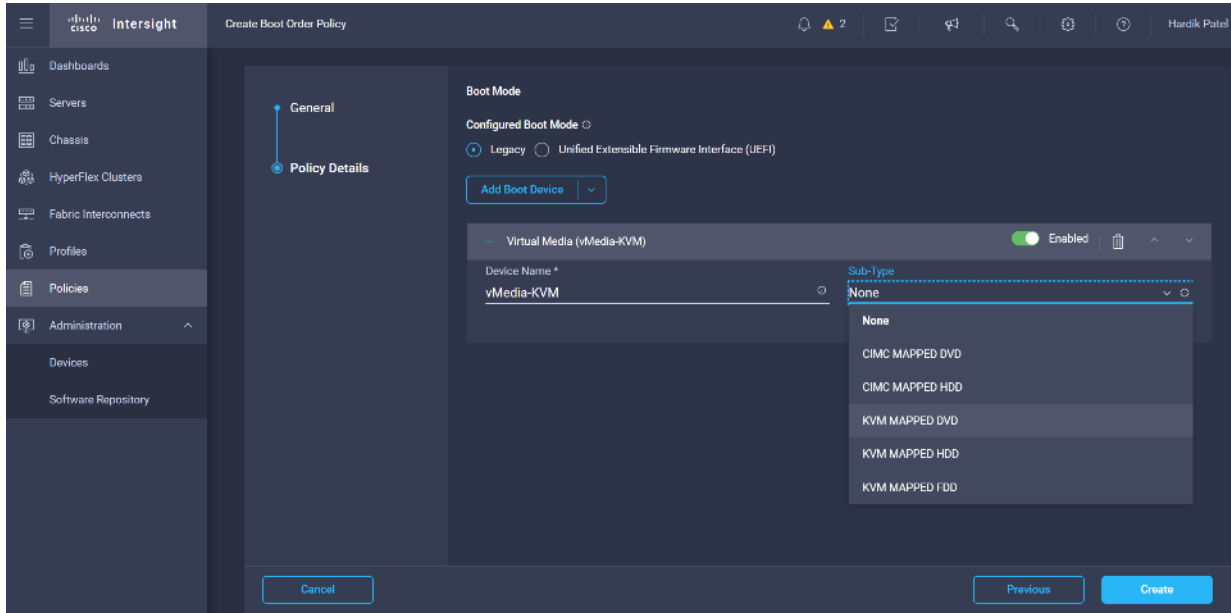 cisco Intersight
Create Boot Order Policy
2
Hardik Patel
Dashboards
Servers
Chassis
HyperFlex Clusters
Fabric Interconnects
Profiles
Policies
Administration
Devices
Software Repository
General
Policy Details
Boot Mode
Configured Boot Mode
Legacy Unified Extensible Firmware Interface (UEFI)
Add Boot Device
Virtual Media (vMedia-KVM) Enabled
Device Name * Sub-Type
vMedia-KVM None
None
CIMC MAPPED DVD
CIMC MAPPED HDD
KVM MAPPED DVD
KVM MAPPED HDD
KVM MAPPED FDD
Cancel Previous Create